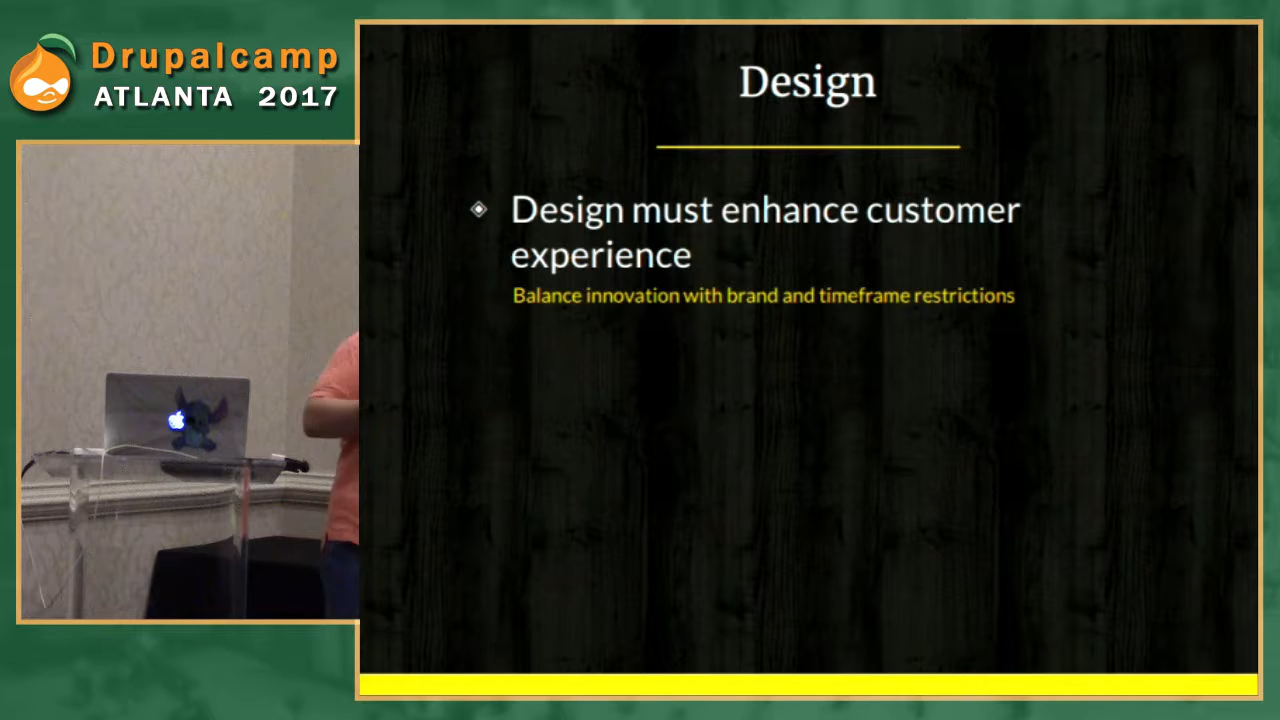 Drupalcamp
ATLANTA 2017
Design
Design must enhance customer
experience
Balance innovation with brand and timeframe restrictions